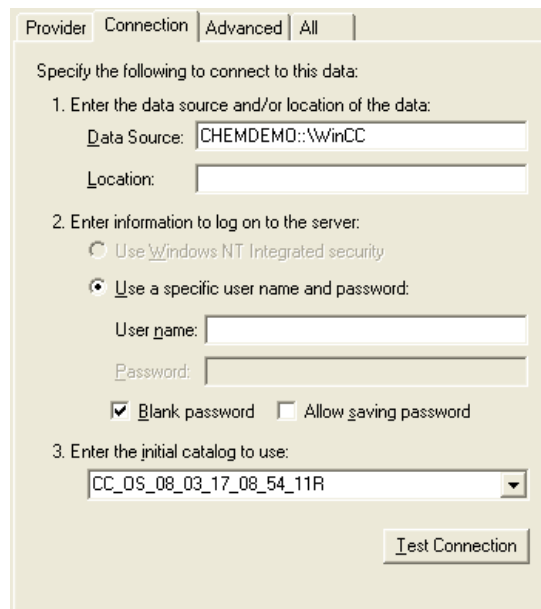 Provider Connection Advanced All
Specify the following to connect to this data:
1. Enter the data source and/or location of the data:
Data Source: CHEMDEMO::\WinCC
Location:
2. Enter information to log on to the server:
Use Windows NT Integrated security
Use a specific user name and password:
User name:
Password:
Blank password Allow saving password
3. Enter the initial catalog to use:
CC_OS_08_03_17_08_54_11R
Test Connection